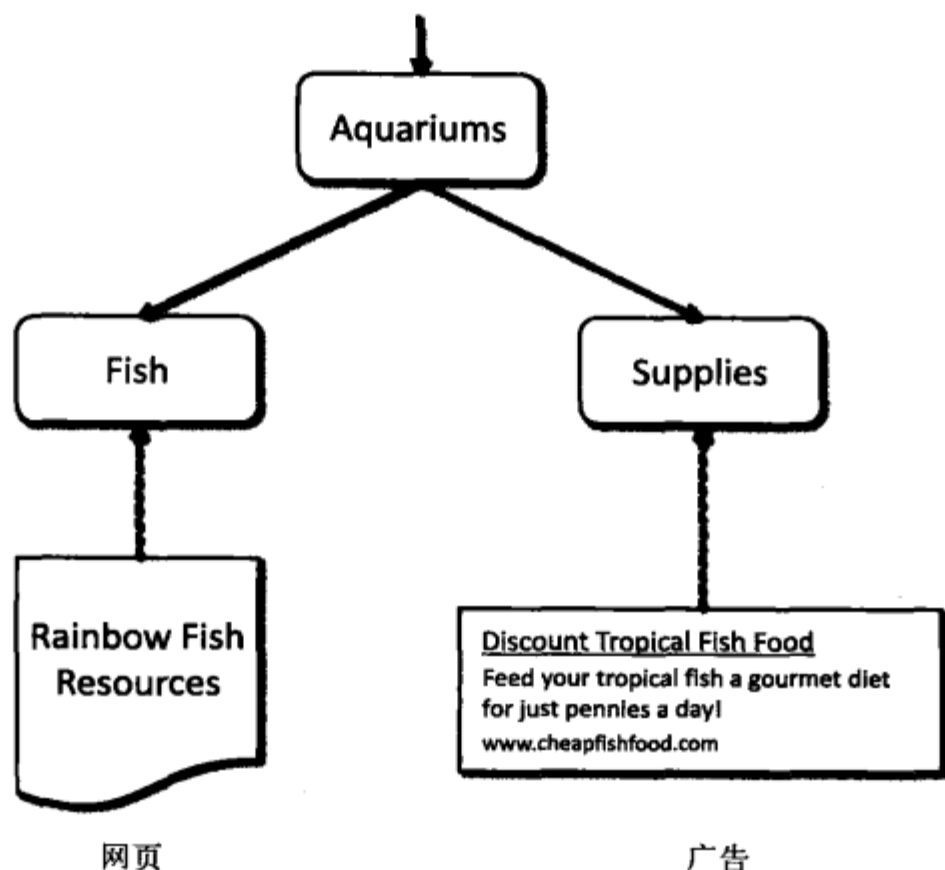 Aquariums
Fish
Supplies
Rainbow Fish
Resources
Discount Tropical Fish Food
Feed your tropical fish a gourmet diet
for just pennies a day!
www.cheapfishfood.com
网页
广告